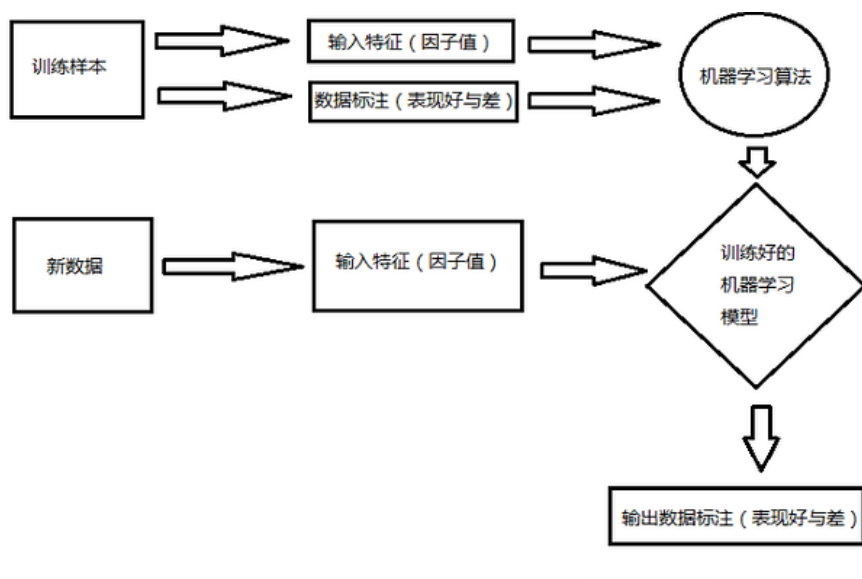 训练样本
输入特征（因子值）
数据标注（表现好与差）
机器学习算法
新数据
输入特征（因子值）
训练好的
机器学习
模型
输出数据标注（表现好与差）